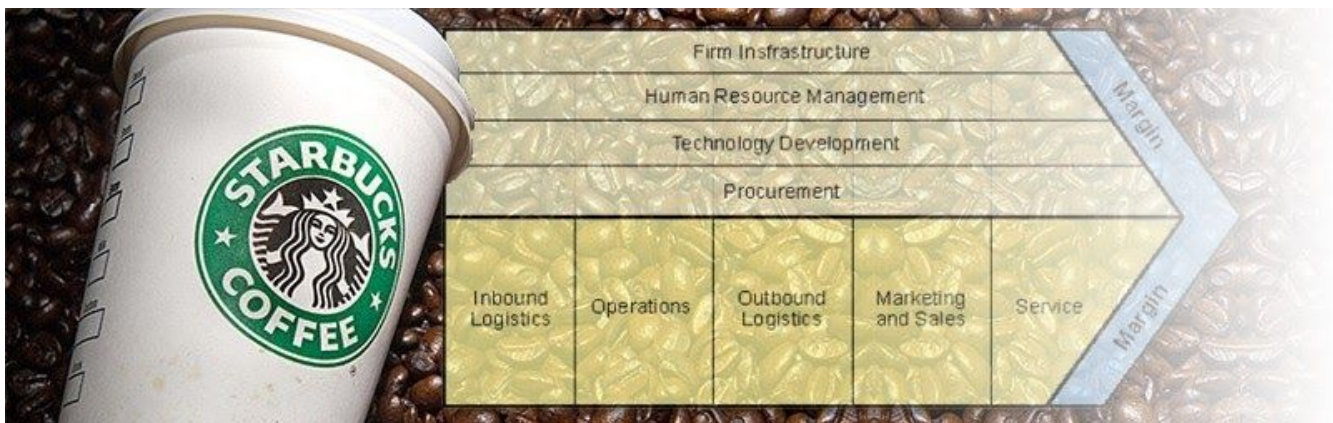 STARBUCKS
COFFEE
Firm Insfrastructure
Human Resource Management
Technology Development
Procurement
Inbound
Logistics
Operations
Outbound
Logistics
Marketing
and Sales
Service
Margin
Margin